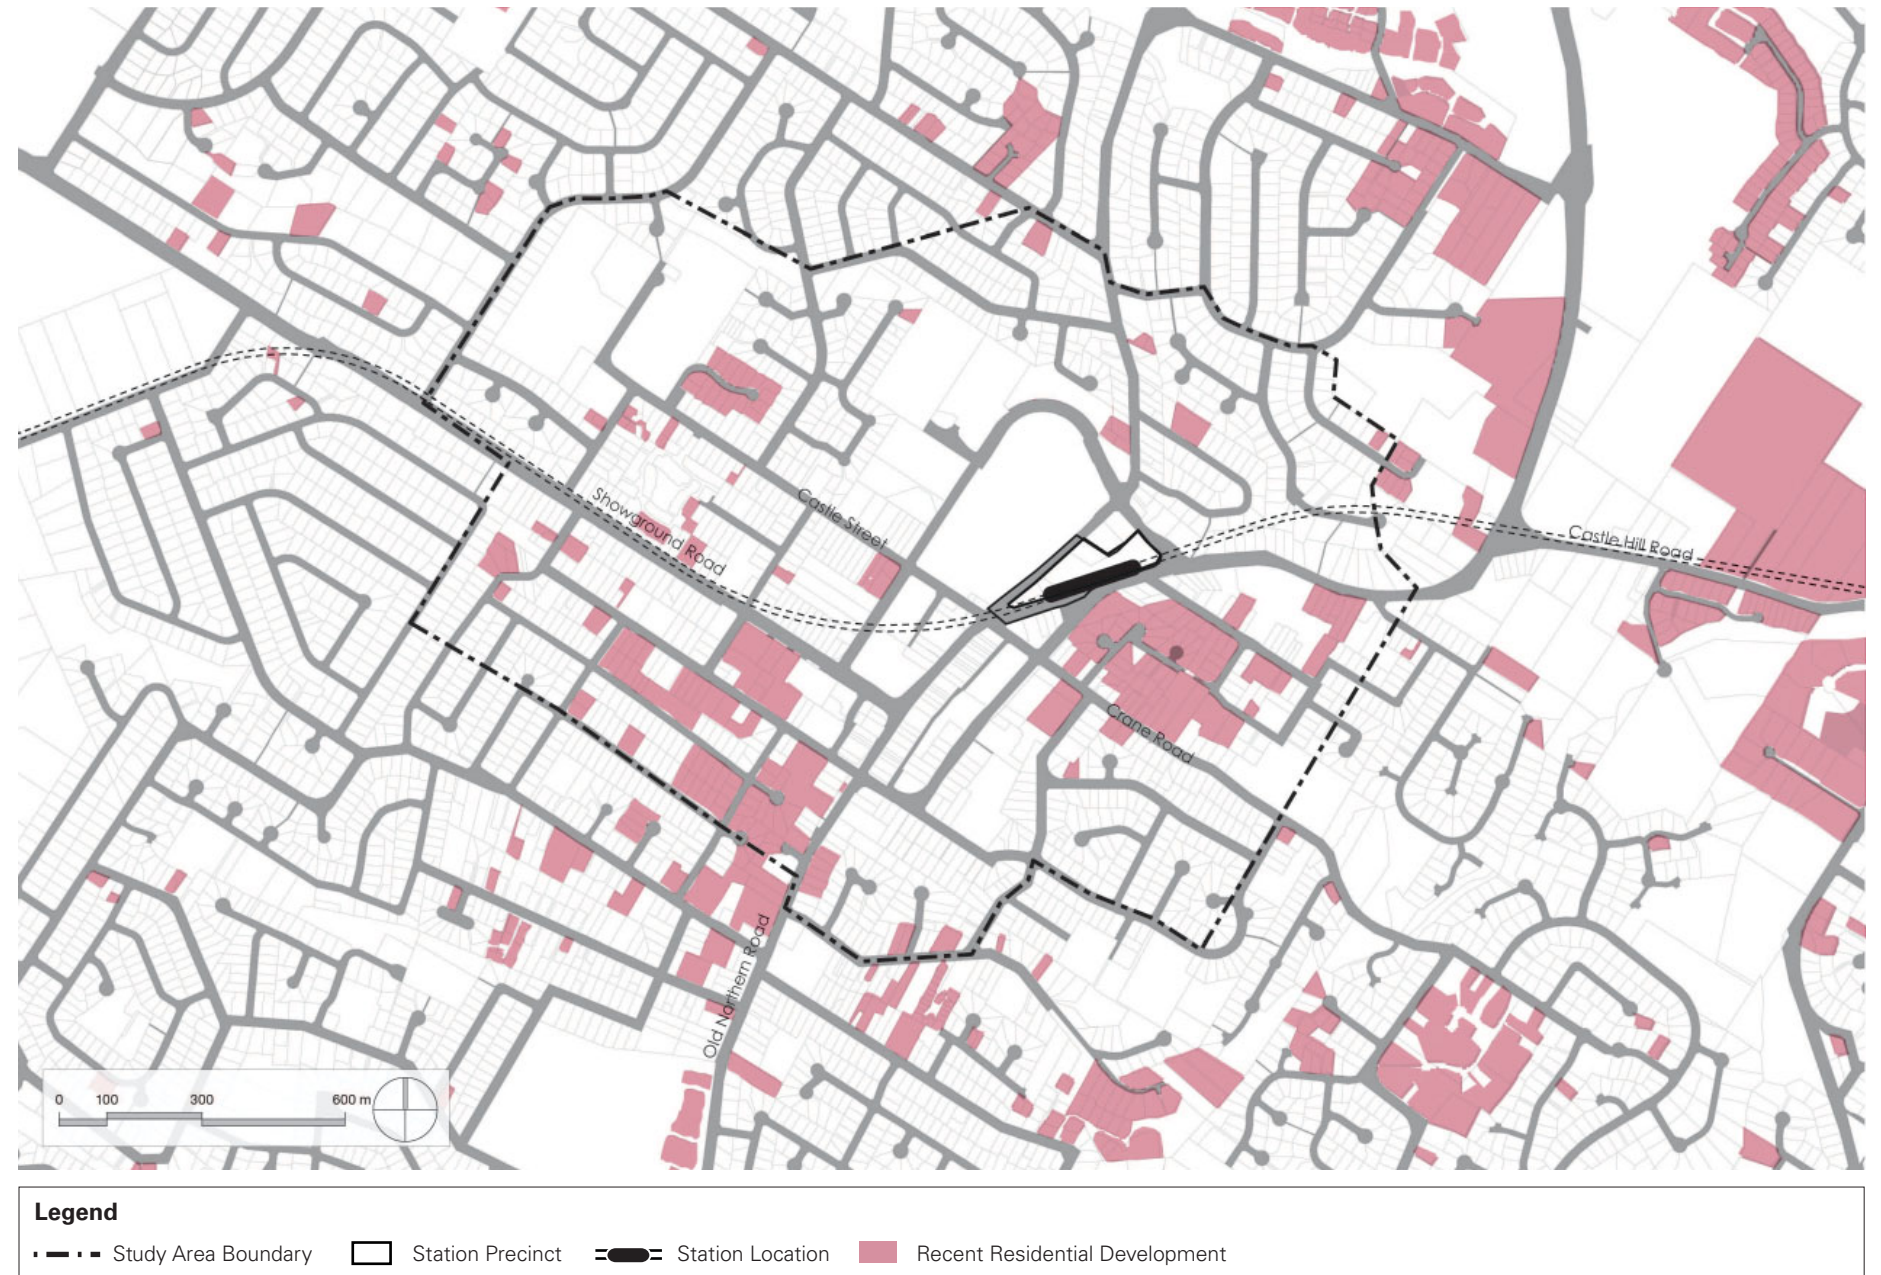 Showground Road
Castle Street
Castle Hill Road
Crane Road
Old Northern Road
0 100 300 600 m
Legend
Study Area Boundary Station Precinct Station Location Recent Residential Development